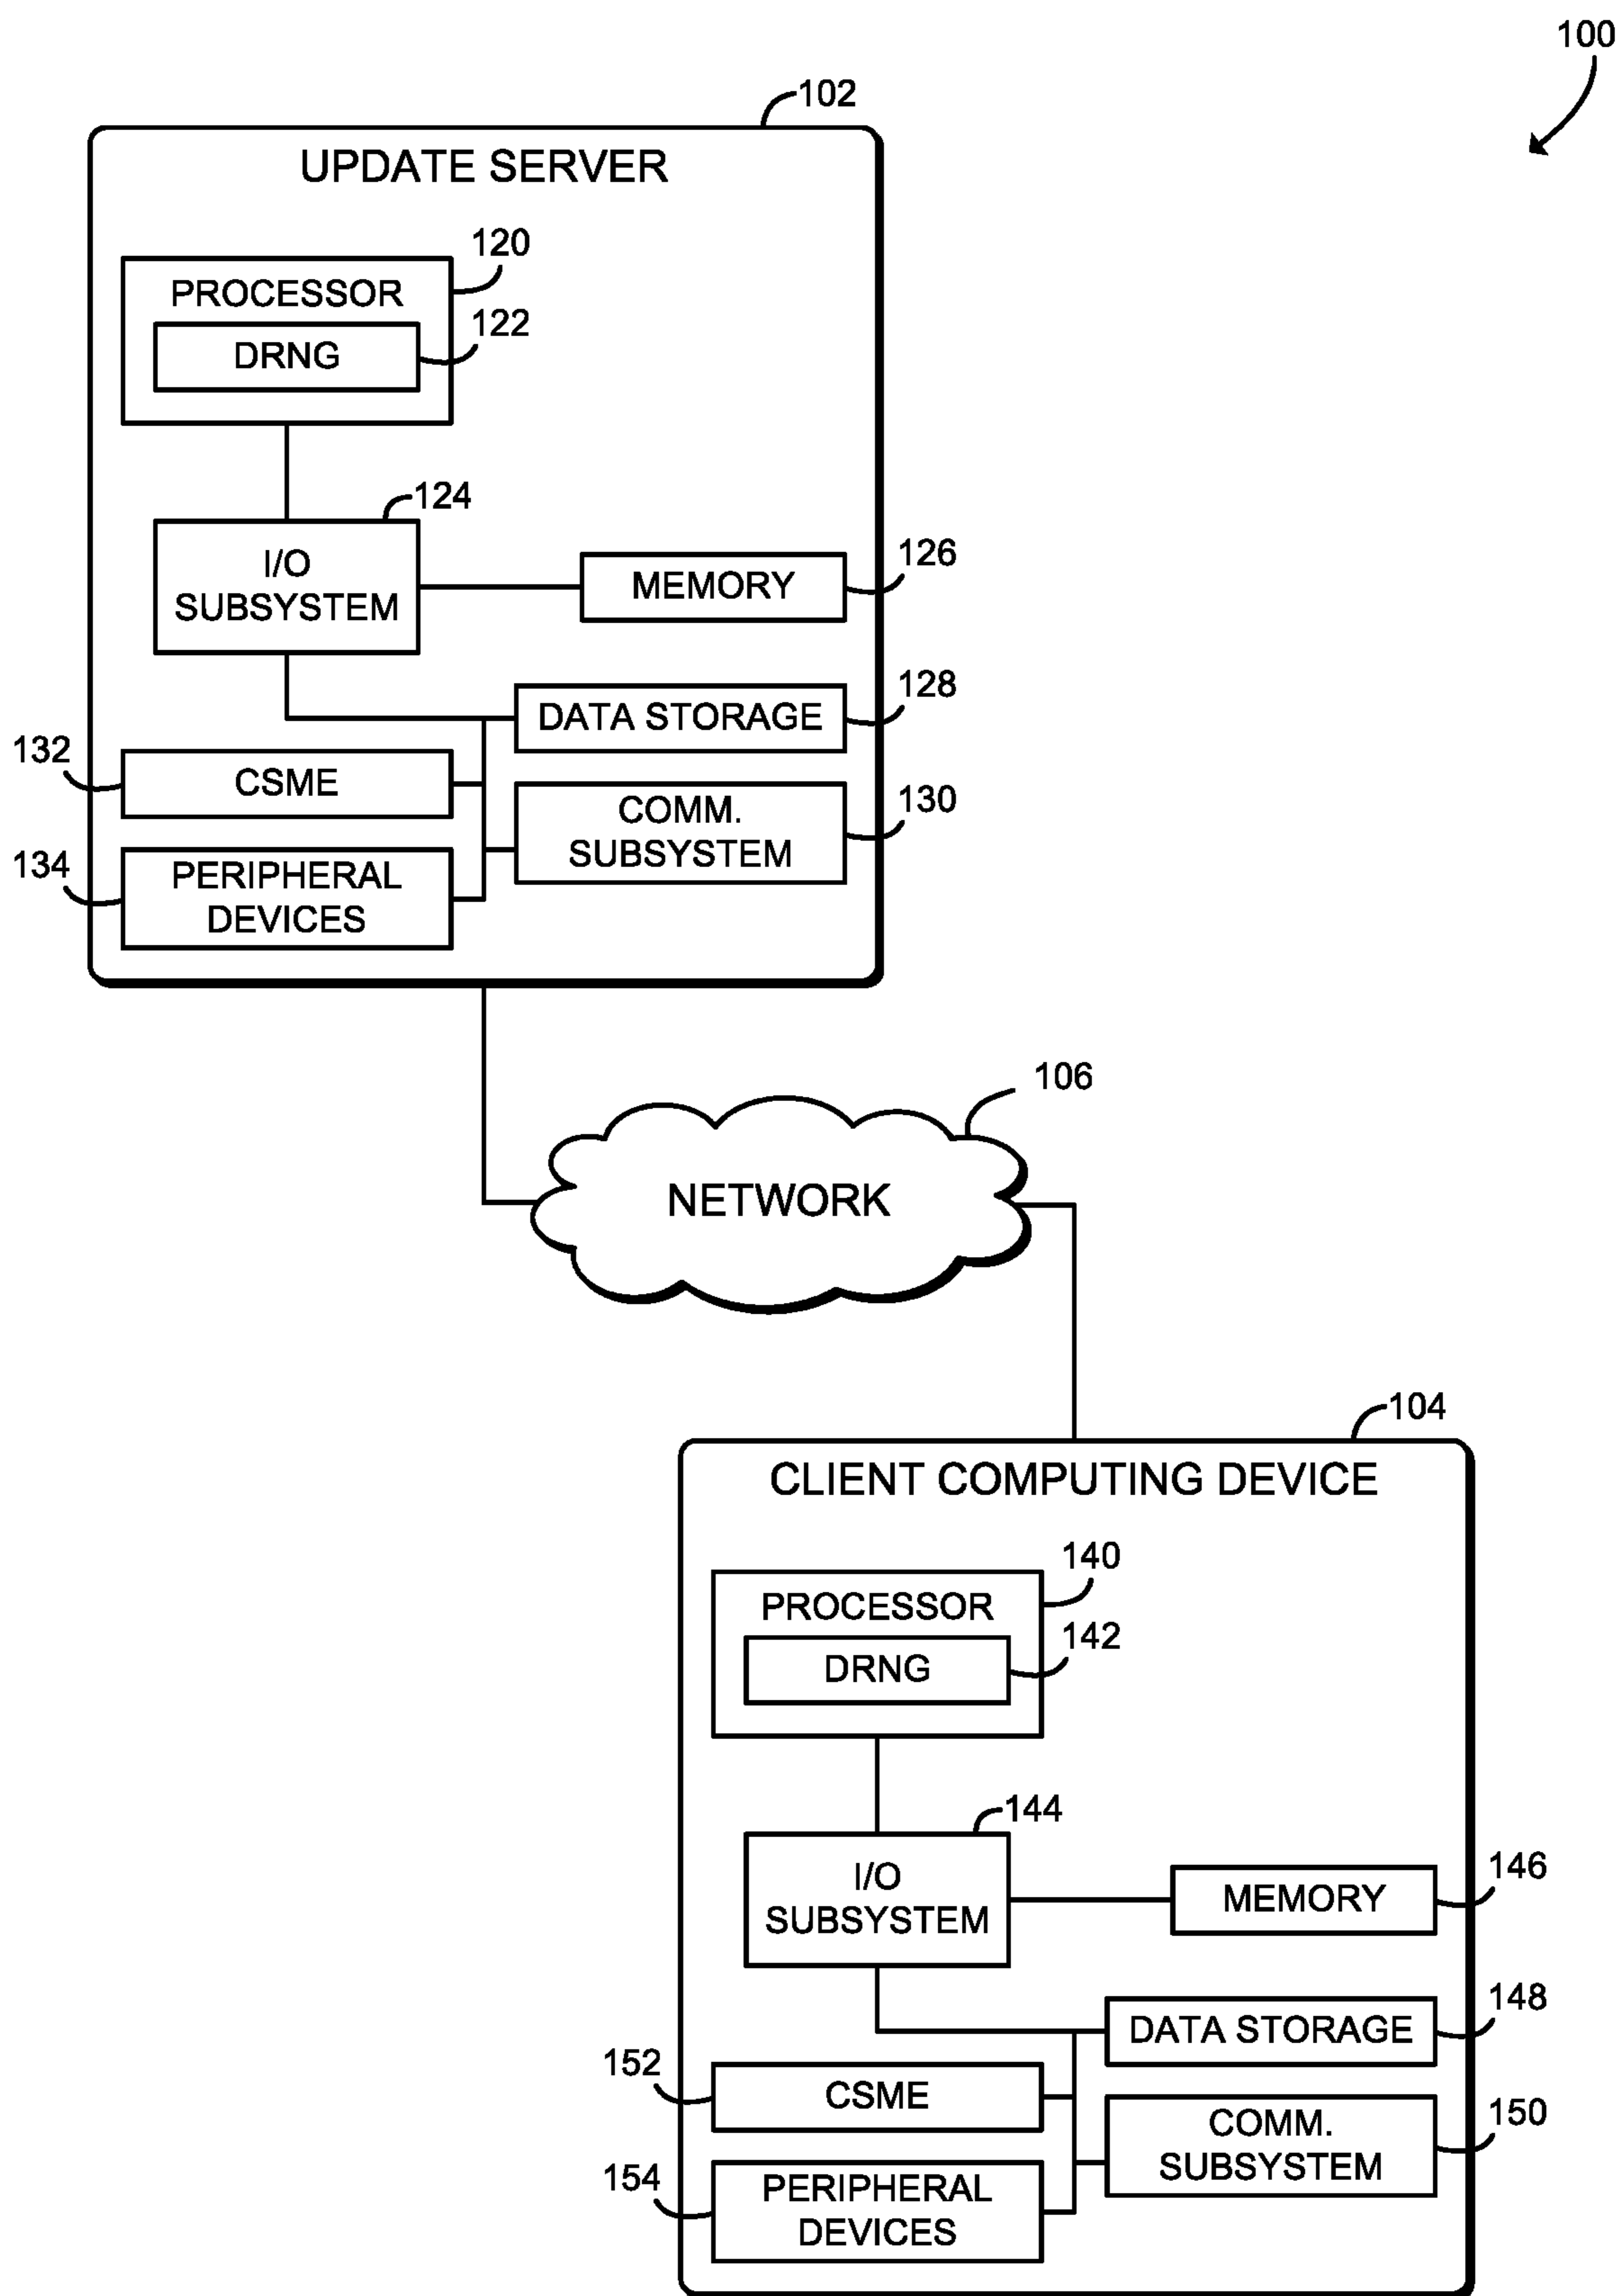 100
102
UPDATE SERVER
120
PROCESSOR
122
DRNG
124
I/O
SUBSYSTEM
126
MEMORY
128
DATA STORAGE
132
CSME
130
COMM.
SUBSYSTEM
134
PERIPHERAL
DEVICES
106
NETWORK
104
CLIENT COMPUTING DEVICE
140
PROCESSOR
142
DRNG
144
I/O
SUBSYSTEM
146
MEMORY
148
DATA STORAGE
152
CSME
150
COMM.
SUBSYSTEM
154
PERIPHERAL
DEVICES